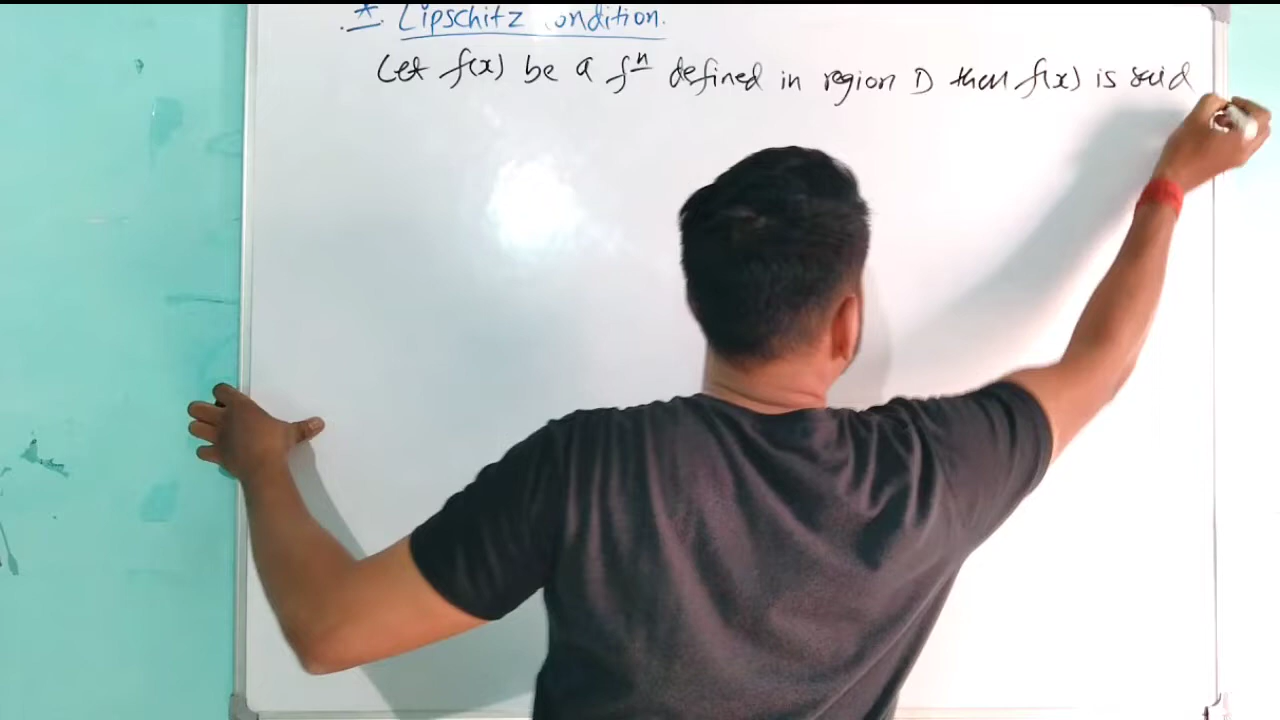 * Lipschitz condition.
Let f(x) be a fn defined in region D then f(x) is said